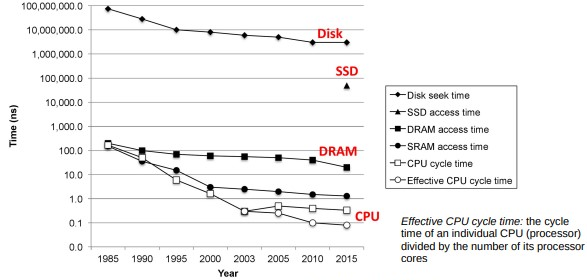 100,000,000.0
10,000,000.0
1,000,000.0
100,000.0
10,000.0
1,000.0
100.0
10.0
1.0
0.1
0.0
Time (ns)
Disk
SSD
DRAM
CPU
1985 1990 1995 2000 2003 2005 2010 2015
Year
Disk seek time
SSD access time
DRAM access time
SRAM access time
CPU cycle time
Effective CPU cycle time
Effective CPU cycle time: the cycle
time of an individual CPU (processor)
divided by the number of its processor
cores